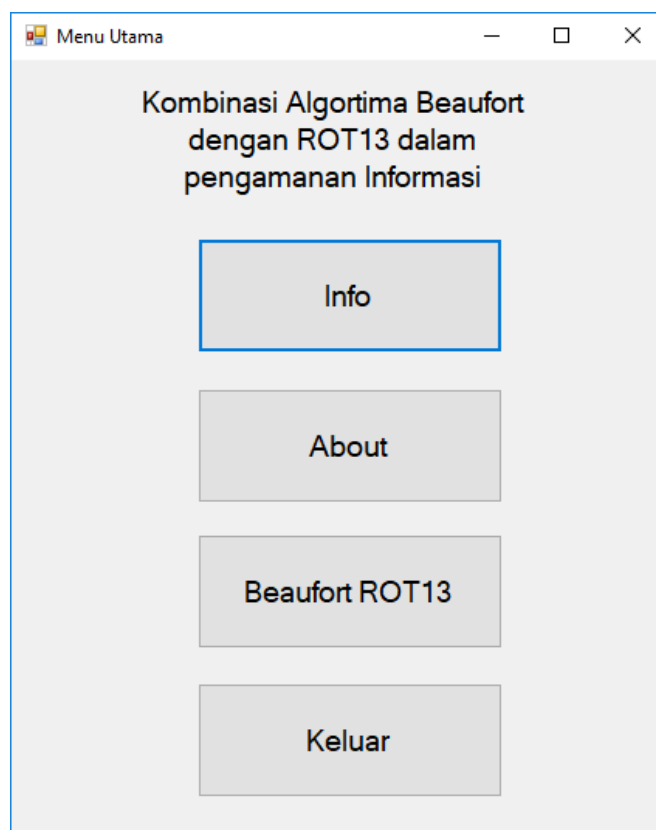 Menu Utama
Kombinasi Algortima Beaufort
dengan ROT13 dalam
pengamanan Informasi
Info
About
Beaufort ROT13
Keluar